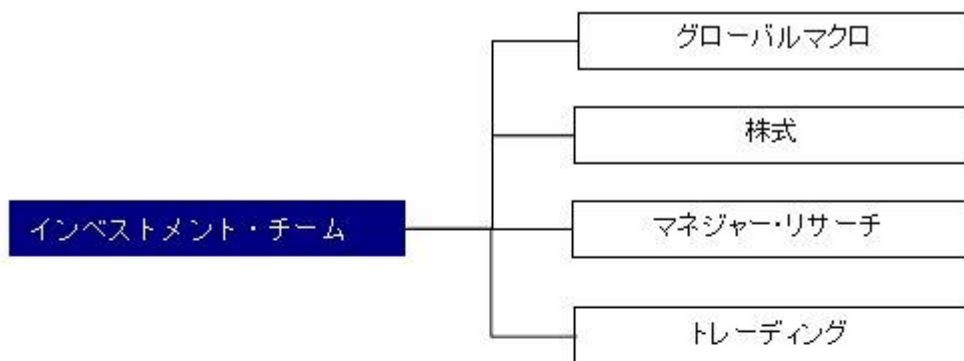 グローバルマクロ
株式
インベストメント・チーム
マネジャー・リサーチ
トレーディング